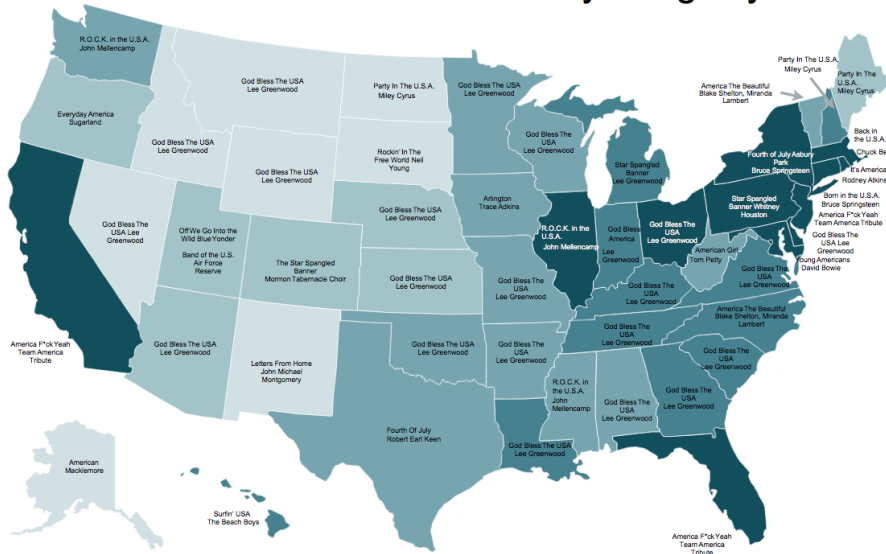 R.O.C.K. in the U.S.A.
John Mellencamp
Everyday America
Sugarland
God Bless The USA
Lee Greenwood
God Bless The USA
Lee Greenwood
God Bless The USA
Lee Greenwood
Party In The U.S.A.
Miley Cyrus
Rockin' In The
Free World Neil
Young
God Bless The USA
Lee Greenwood
God Bless The USA
Lee Greenwood
God Bless The
USA Lee
Greenwood
Off We Go Into the
Wild Blue Yonder
Band of the U.S.
Air Force
Reserve
The Star Spangled
Banner
Mormon Tabernacle Choir
God Bless The USA
Lee Greenwood
America F*ck Yeah
Team America
Tribute
God Bless The USA
Lee Greenwood
Letters From Home
John Michael
Montgomery
God Bless The USA
Lee Greenwood
Fourth Of July
Robert Earl Keen
American
Macklemore
Surfin' USA
The Beach Boys
God Bless The
USA
Lee Greenwood
Arlington
Trace Adkins
God Bless The
USA
Lee Greenwood
God Bless The
USA
Lee Greenwood
God Bless The USA
Lee Greenwood
R.O.C.K. in
the U.S.A.
John
Mellencamp
God Bless The
USA
Lee Greenwood
God Bless The
USA
Lee Greenwood
God Bless The
USA
Lee Greenwood
America F*ck Yeah
Team America
Tribute
R.O.C.K. in the
U.S.A.
John Mellencamp
God Bless
America
Lee
Greenwood
Star Spangled
Banner
Lee Greenwood
God Bless The
USA
Lee Greenwood
God Bless The
USA
Lee Greenwood
God Bless The
USA
Lee Greenwood
American Girl
Tom Petty
God Bless The
USA
Lee Greenwood
America The Beautiful
Blake Shelton, Miranda
Lambert
Star Spangled
Banner Whitney
Houston
Fourth of July Asbury
Park
Bruce Springsteen
America The Beautiful
Blake Shelton, Miranda
Lambert
Party In The U.S.A.
Miley Cyrus
Party In The
U.S.A.
Miley Cyrus
Back in
the U.S.A.
Chuck Be
It's America
Rodney Atkins
Born in the U.S.A.
Bruce Springsteen
America F*ck Yeah
Team America Tribute
God Bless The
USA Lee
Greenwood
Young Americans
David Bowie